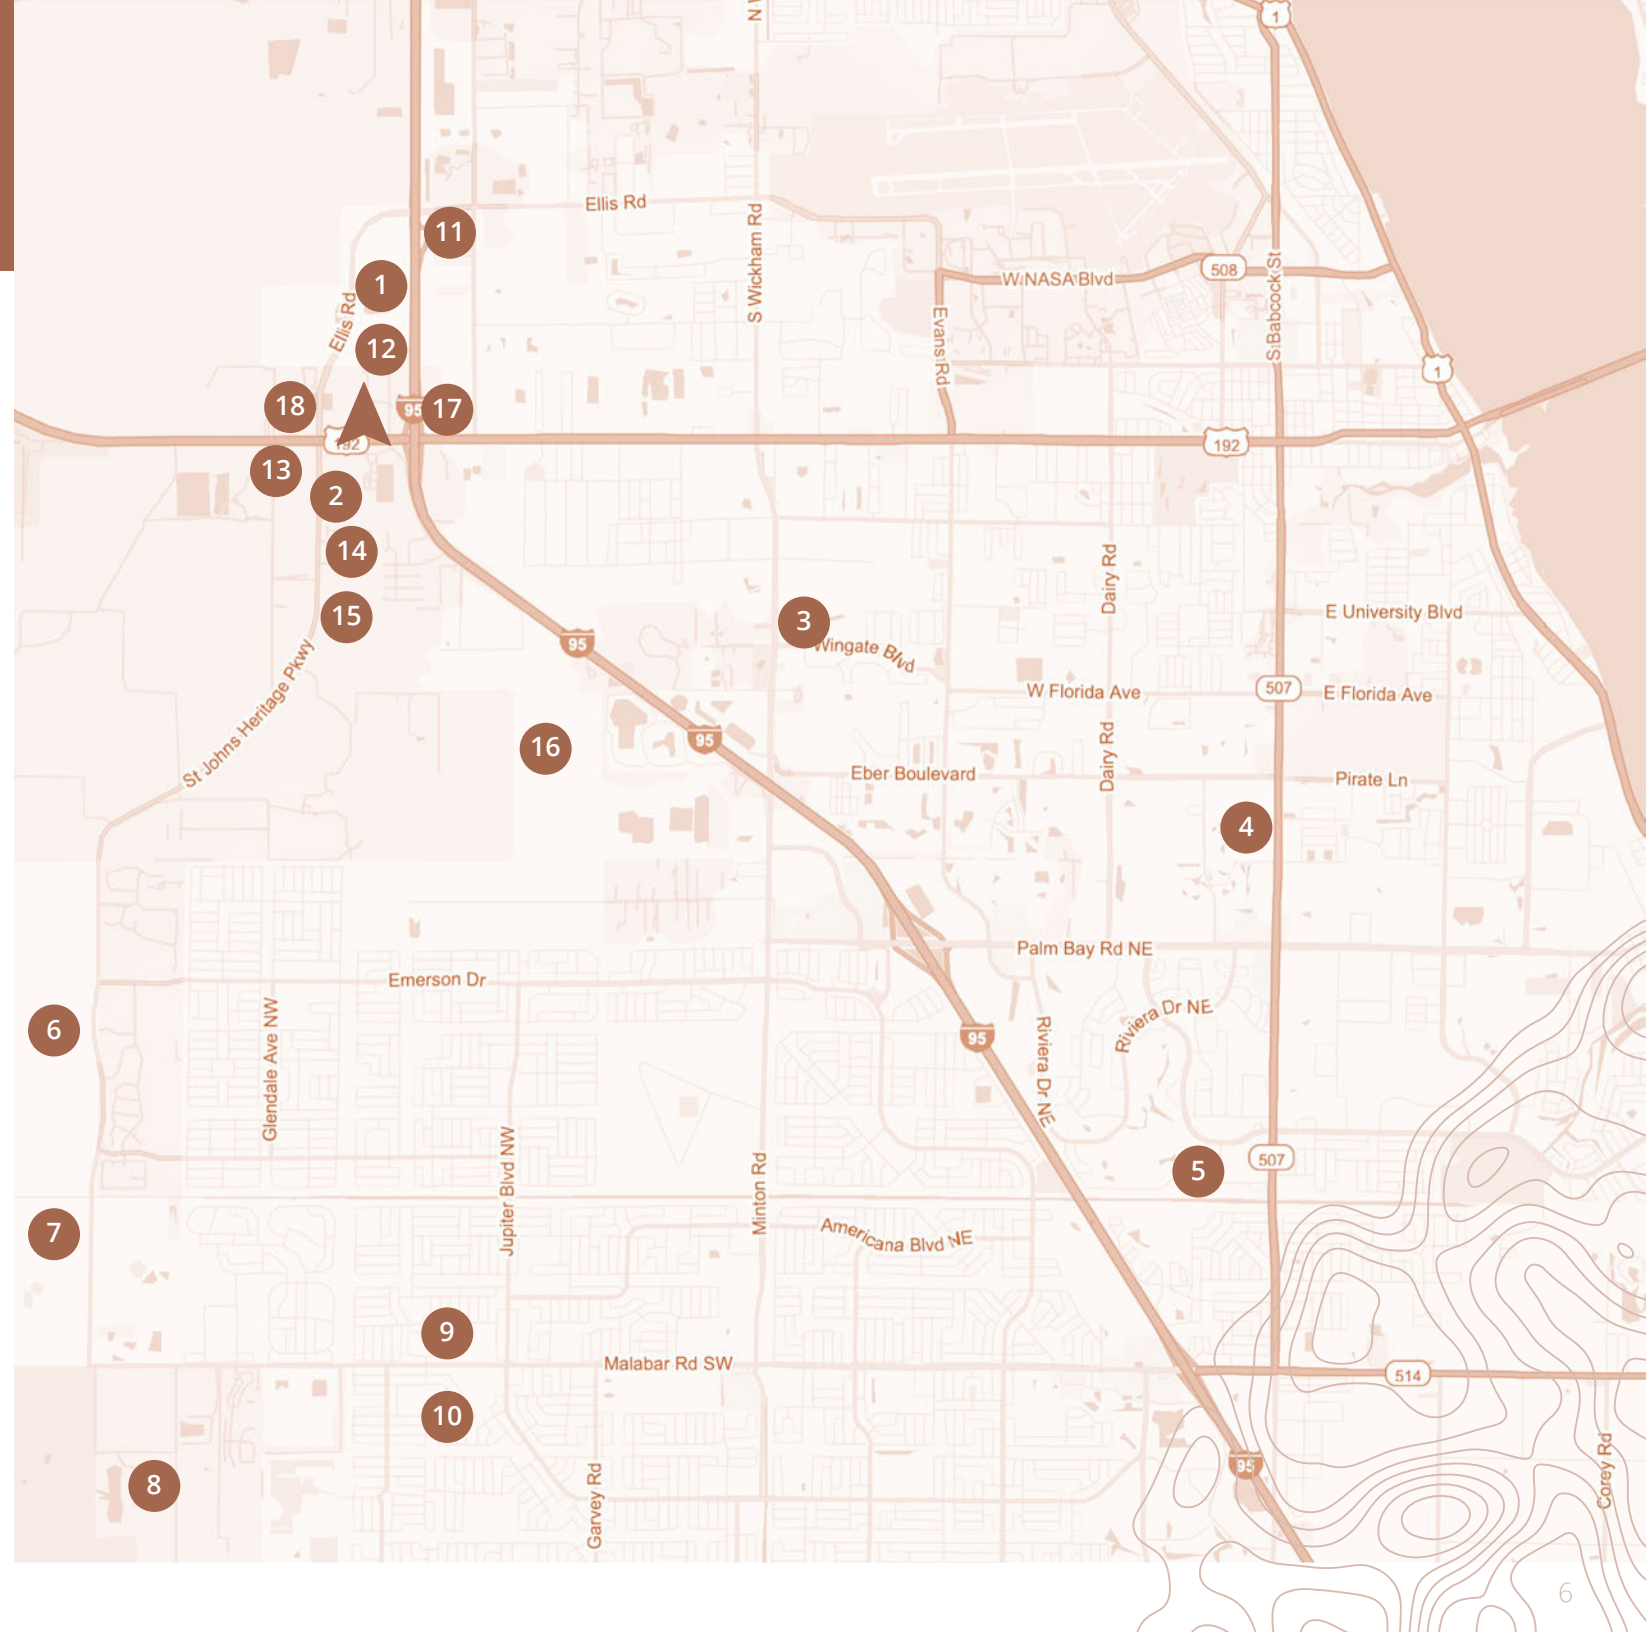 1
N
Ellis Rd
S Wickham Rd
11
508
W NASA Blvd
S Babcock St
1
Ellis Rd
Evans Rd
12
1
18
95
17
192
192
13
2
14
Dairy Rd
15
3
E University Blvd
95
Wingate Blvd
St Johns Heritage Pkwy
W Florida Ave
507
E Florida Ave
16
95
Dairy Rd
Eber Boulevard
Pirate Ln
4
Palm Bay Rd NE
Emerson Dr
6
Glendale Ave NW
95
Riviera Dr NE
Riviera Dr NE
Jupiter Blvd NW
Minton Rd
5
507
7
Americana Blvd NE
9
Malabar Rd SW
514
10
8
Garvey Rd
95
Corey Rd
6